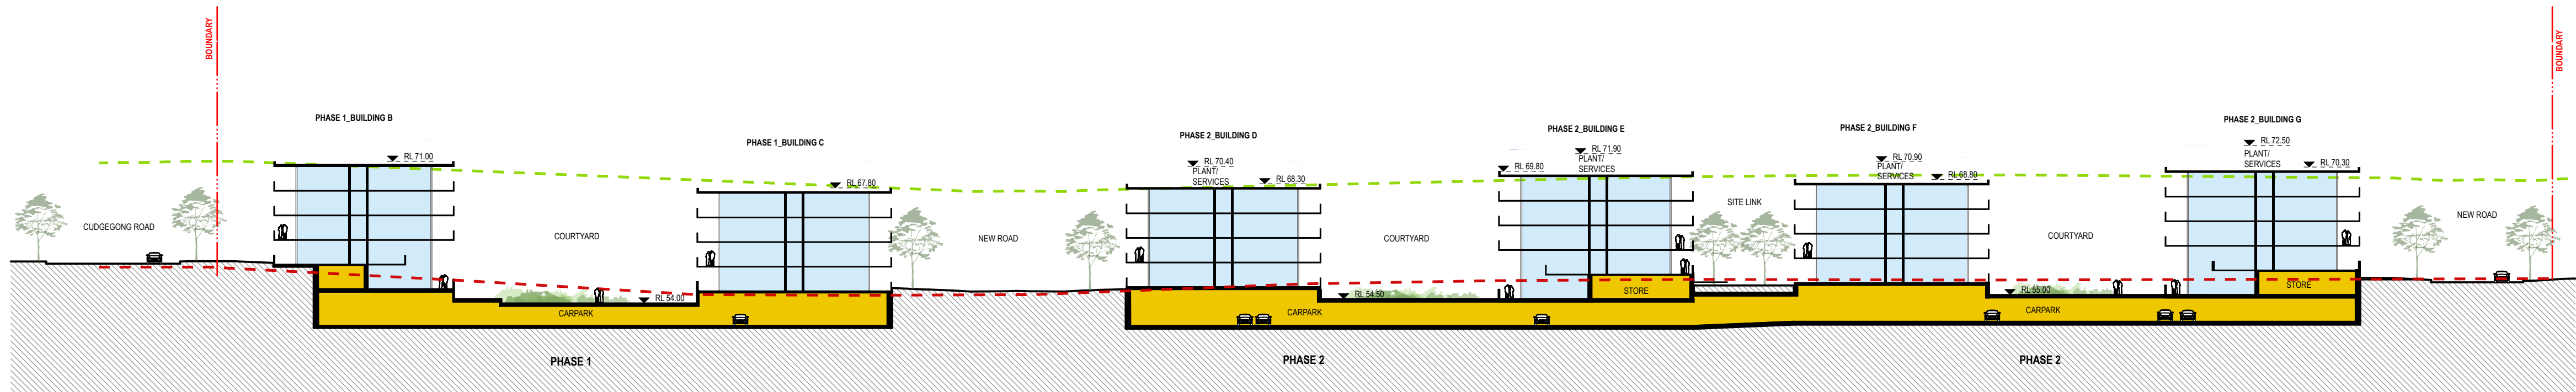 BOUNDARY
BOUNDARY
PHASE 1_BUILDING B
PHASE 1_BUILDING C
PHASE 2_BUILDING D
PHASE 2_BUILDING E
PHASE 2_BUILDING F
PHASE 2_BUILDING G
RL 71.00
RL 67.80
RL 70.40
PLANT/
SERVICES
RL 68.30
RL 69.80
RL 71.90
PLANT/
SERVICES
RL 70.90
PLANT/
SERVICES
RL 68.80
RL 72.50
PLANT/
SERVICES
RL 70.30
CUDGEGONG ROAD
COURTYARD
NEW ROAD
COURTYARD
SITE LINK
COURTYARD
NEW ROAD
RL 54.00
RL 54.50
STORE
RL 55.00
STORE
CARPARK
CARPARK
CARPARK
PHASE 1
PHASE 2
PHASE 2